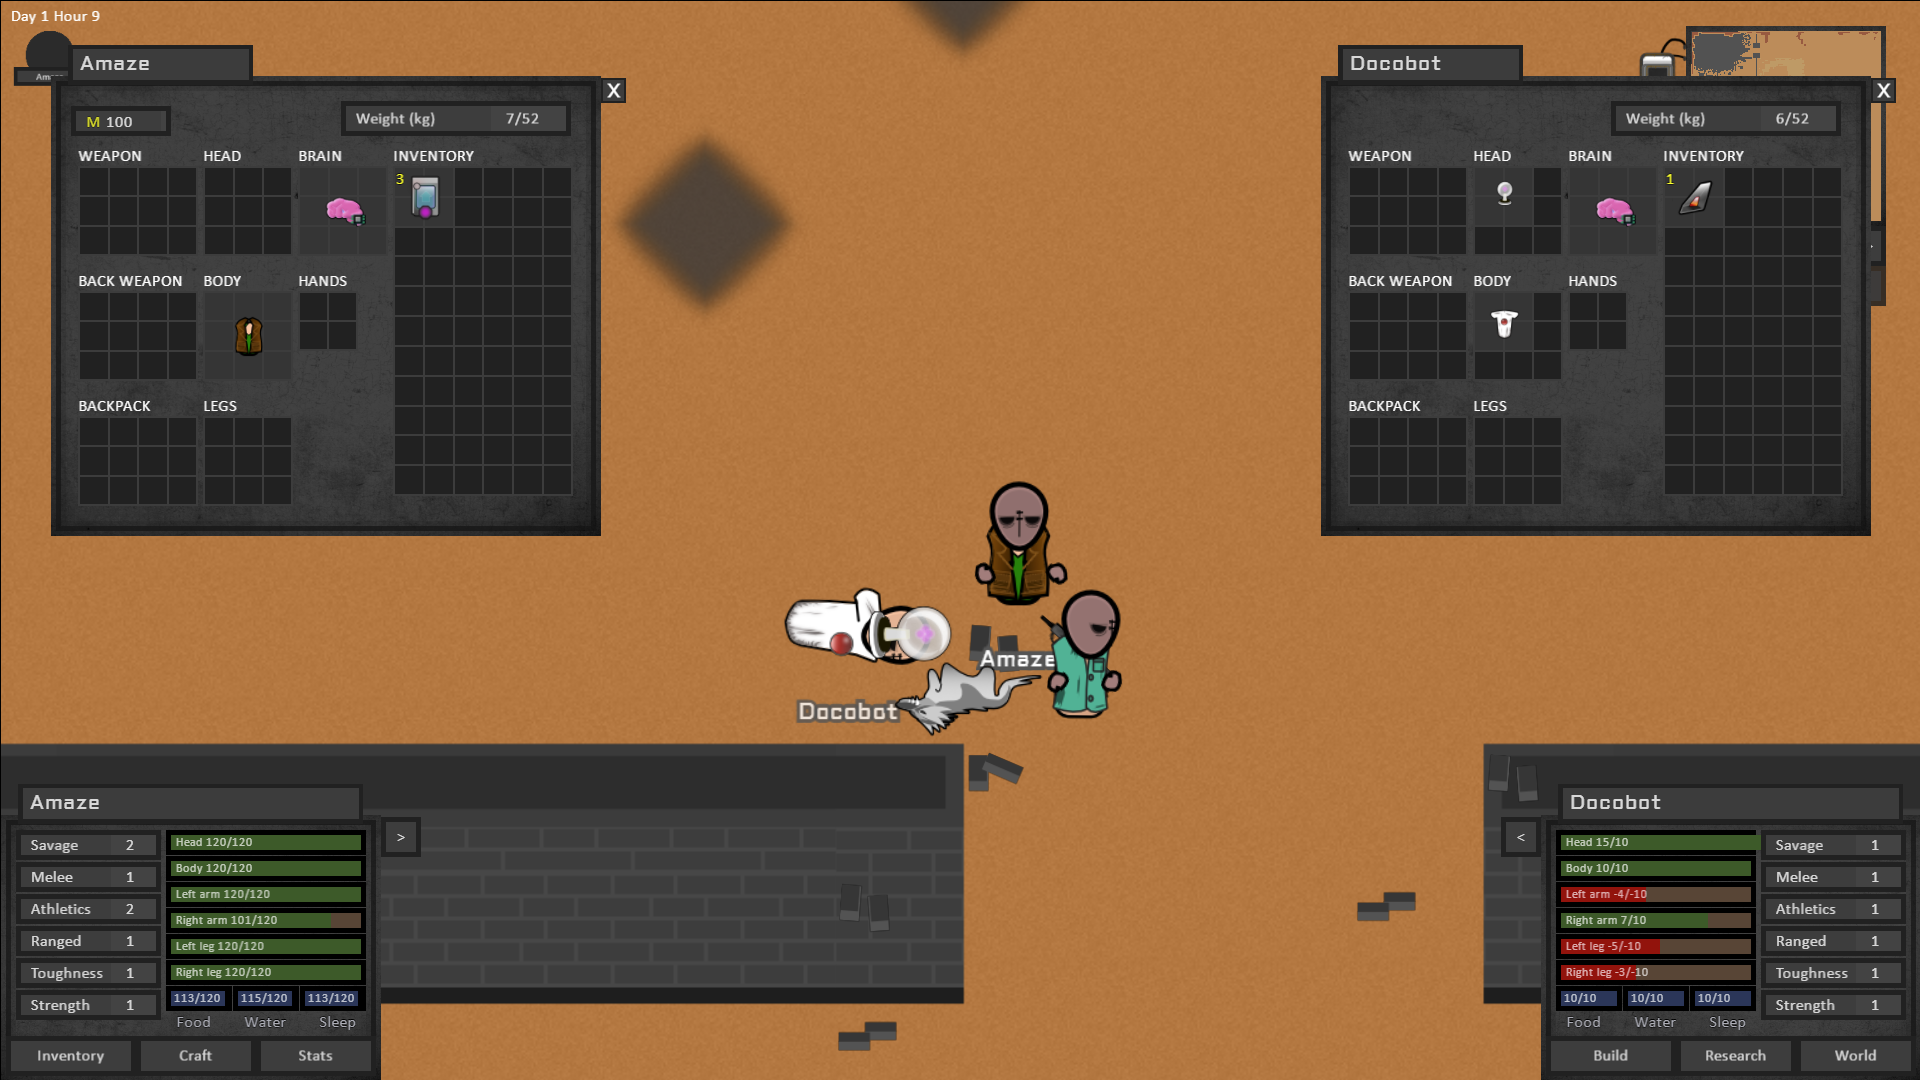 Day 1 Hour 9
Amaze
X
M 100
Weight (kg) 7/52
WEAPON HEAD BRAIN INVENTORY
3
BACK WEAPON BODY HANDS
BACKPACK LEGS
Docobot
X
Weight (kg) 6/52
WEAPON HEAD BRAIN INVENTORY
1
BACK WEAPON BODY HANDS
BACKPACK LEGS
Amaze
Docobot
Amaze
>
Savage 2
Melee 1
Athletics 2
Ranged 1
Toughness 1
Strength 1
Head 120/120
Body 120/120
Left arm 120/120
Right arm 101/120
Left leg 120/120
Right leg 120/120
113/120 115/120 113/120
Food Water Sleep
Inventory Craft Stats
Docobot
<
Head 15/10
Body 10/10
Left arm -4/-10
Right arm 7/10
Left leg -5/-10
Right leg -3/-10
10/10 10/10 10/10
Food Water Sleep
Savage 1
Melee 1
Athletics 1
Ranged 1
Toughness 1
Strength 1
Build Research World